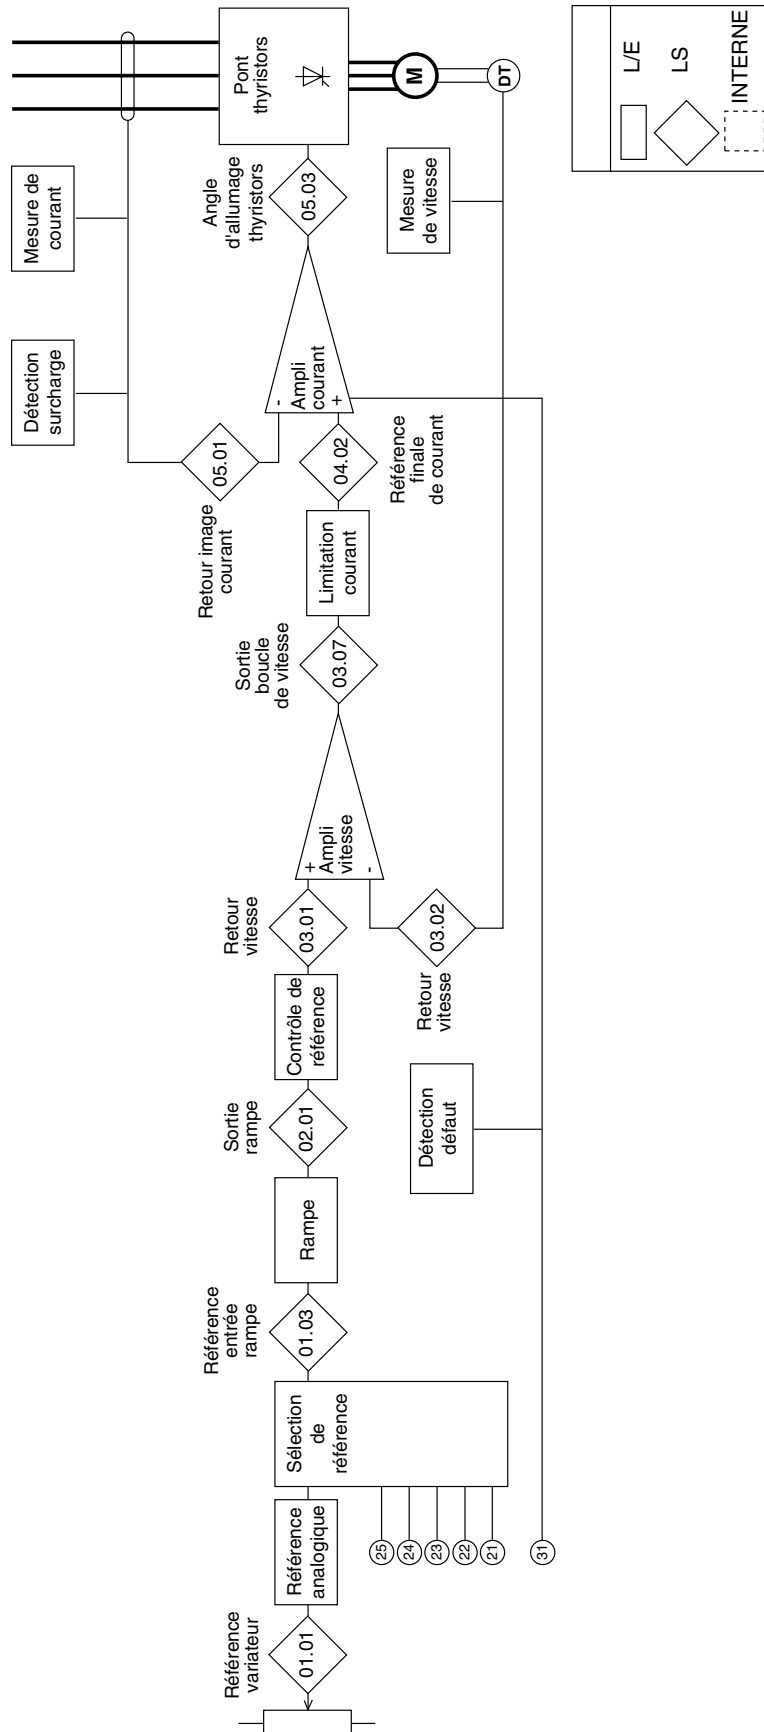 Référence
variateur
01.01
Référence
analogique
Sélection
de
référence
25
24
23
22
21
31
Référence
entrée
rampe
01.03
Rampe
Sortie
rampe
02.01
Contrôle de
référence
Retour
vitesse
03.01
+
Ampli
vitesse
-
Retour
vitesse
03.02
Détection
défaut
Sortie
boucle
de vitesse
03.07
Limitation
courant
Référence
finale
de courant
04.02
Retour image
courant
05.01
-
Ampli
courant
+
Détection
surcharge
Mesure de
courant
Angle
d'allumage
thyristors
05.03
Pont
thyristors
M
DT
Mesure
de vitesse
L/E
LS
INTERNE